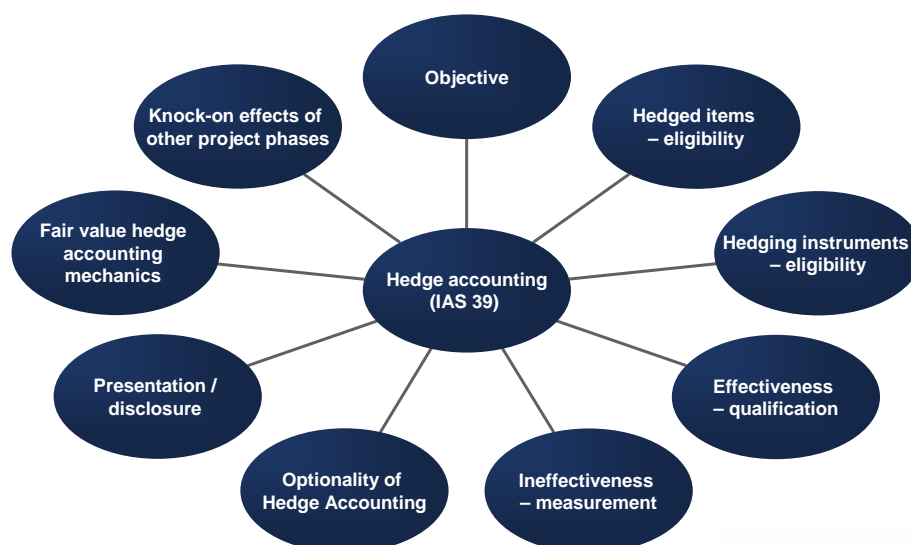 Objective
Hedged items
– eligibility
Hedging instruments
– eligibility
Effectiveness
– qualification
Ineffectiveness
– measurement
Optionality of
Hedge Accounting
Presentation /
disclosure
Fair value hedge
accounting
mechanics
Knock-on effects of
other project phases
Hedge accounting
(IAS 39)